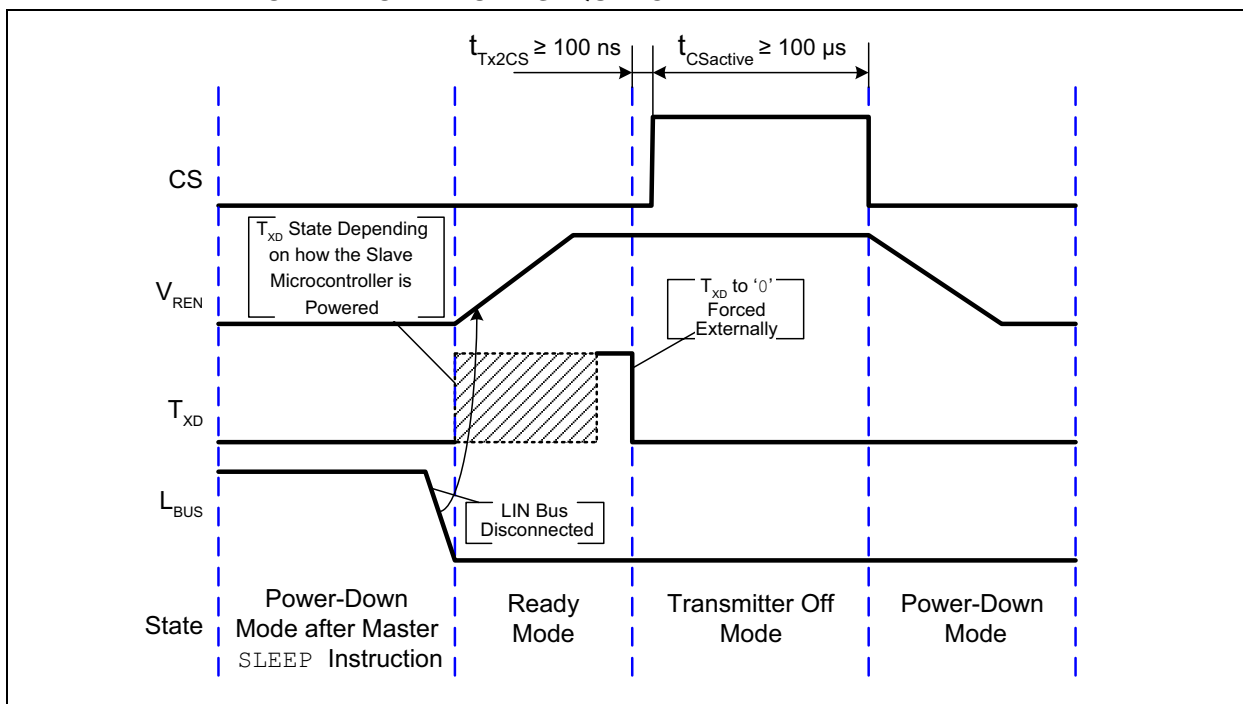 tTx2CS ≥ 100 ns
tCSactive ≥ 100 µs
CS
TXD State Depending
on how the Slave
Microcontroller is
Powered
VREN
TXD to ‘0’
Forced
Externally
TXD
LBUS
LIN Bus
Disconnected
State
Power-Down
Mode after Master
SLEEP Instruction
Ready
Mode
Transmitter Off
Mode
Power-Down
Mode